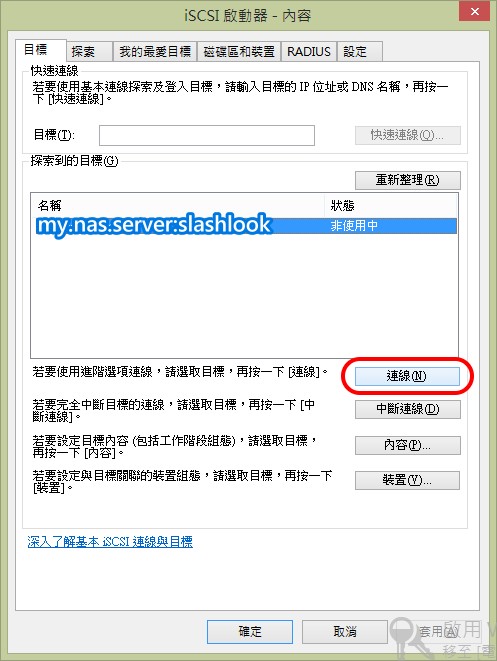 iSCSI 啟動器 - 內容
目標 探索 我的最愛目標 磁碟區和裝置 RADIUS 設定
快速連線
若要使用基本連線探索及登入目標，請輸入目標的 IP 位址或 DNS 名稱，再按一
下 [快速連線]。
目標(T): 快速連線(Q)...
探索到的目標(G)
重新整理(R)
名稱 狀態
my.nas.server:slashlook 非使用中
若要使用進階選項連線，請選取目標，再按一下 [連線]。 連線(N)
若要完全中斷目標的連線，請選取目標，再按一下 [中 中斷連線(D)
斷連線]。
若要設定目標內容 (包括工作階段組態)，請選取目標， 內容(P)...
再按一下 [內容]。
若要設定與目標關聯的裝置組態，請選取目標，再按一下 裝置(V)...
[裝置]。
深入了解基本 iSCSI 連線與目標
確定 取消 套用(A)
啟用 W
移至 [電